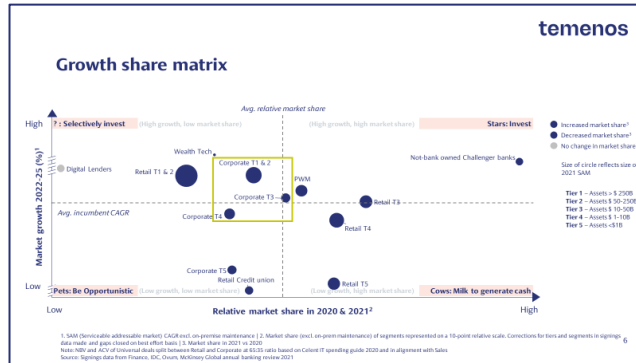 temenos
Growth share matrix
Avg. relative market share
High
? : Selectively invest
(High growth, low market share)
(High growth, high market share)
Stars: Invest
Increased market share³
Decreased market share³
No change in market share
Size of circle reflects size o
2021 SAM
Tier 1 – Assets > $ 250B
Tier 2 – Assets $ 50-250B
Tier 3 – Assets $ 10-50B
Tier 4 – Assets $ 1-10B
Tier 5 – Assets <$1B
Market growth 2022-25 (%)¹
Wealth Tech
Digital Lenders
Retail T1 & 2
Corporate T1 & 2
Not-bank owned Challenger banks
PWM
Corporate T3
Retail T3
Avg. incumbent CAGR
Corporate T4
Retail T4
Corporate T5
Retail Credit union
Retail T5
Low
Pets: Be Opportunistic
(Low growth, low market share)
(Low growth, high market share)
Cows: Milk to generate cash
Low
Relative market share in 2020 & 2021²
High
1. SAM (Serviceable addressable market) CAGR excl. on-premise maintenance | 2. Market share (excl. on-prem maintenance) of segments represented on a 10-point relative scale. Corrections for tiers and segments in signings
data made and gaps closed on best effort basis | 3. Market share in 2021 vs 2020
Note: NBV and ACV of Universal deals split between Retail and Corporate at 65:35 ratio based on Celent IT spending guide 2020 and in alignment with Sales
Source: Signings data from Finance, IDC, Ovum, McKinsey Global annual banking review 2021
6